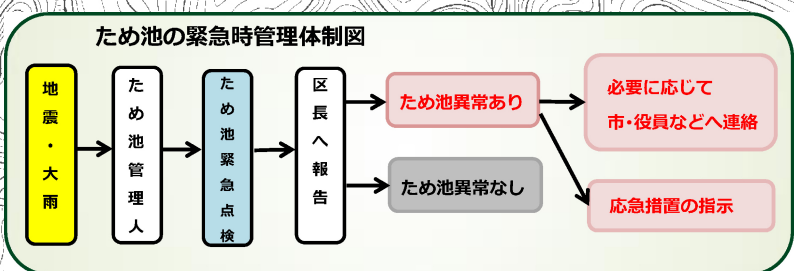 ため池の緊急時管理体制図
地震・大雨
ため池管理人
ため池緊急点検
区長へ報告
ため池異常あり
ため池異常なし
必要に応じて
市・役員などへ連絡
応急措置の指示